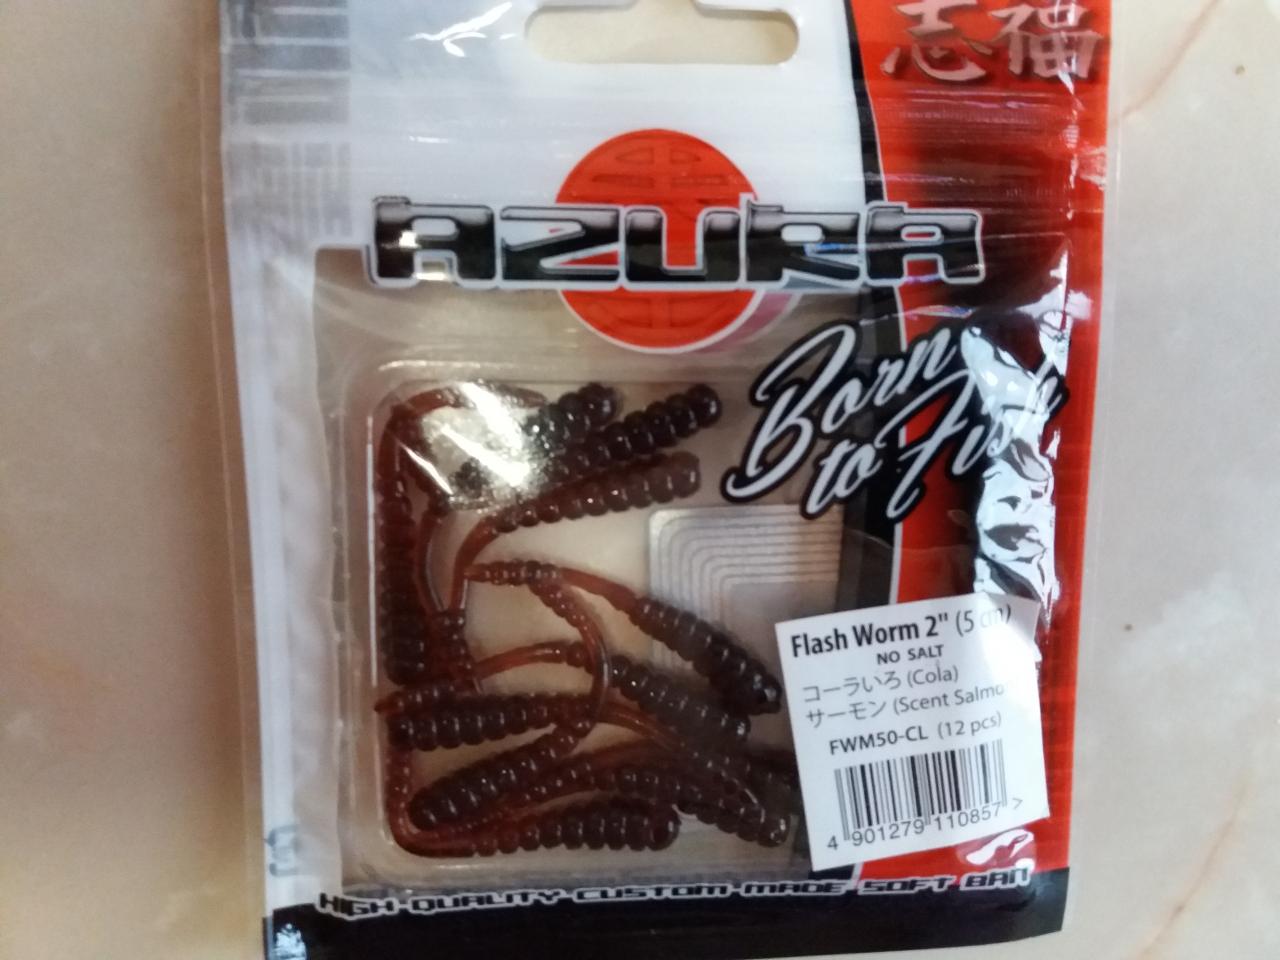 志福
AZURA
Born
to Fish
Flash Worm 2" (5 cm)
NO SALT
コーラいろ (Cola)
サーモン (Scent Salmo
FWM50-CL (12 pcs)
4 901279 110857 >
HIGH-QUALITY-CUSTOM-MADE SOFT BAII